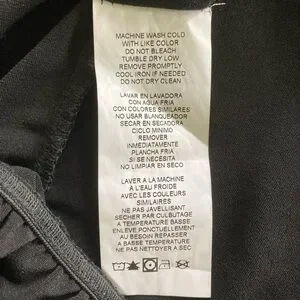 MACHINE WASH COLD
WITH LIKE COLOR
DO NOT BLEACH
TUMBLE DRY LOW
REMOVE PROMPTLY
COOL IRON IF NEEDED
DO NOT DRY CLEAN
LAVAR EN LAVADORA
CON AGUA FRIA
CON COLORES SIMILARES
NO USAR BLANQUEADOR
SECAR EN SECADORA
CICLO MINIMO
REMOVER
INMEDIATAMENTE
PLANCHA FRIA
SI SE NECESITA
NO LIMPIAR EN SECO
LAVER A LA MACHINE
A L'EAU FROIDE
AVEC LES COULEURS
SIMILAIRES
NE PAS JAVELLISANT
SECHER PAR CULBUTAGE
A TEMPERATURE BASSE
ENLEVE PONCTUELLEMENT
AU BESOIN REPASSER
A BASSE TEMPERATURE
NE PAS NETTOYER A SEC